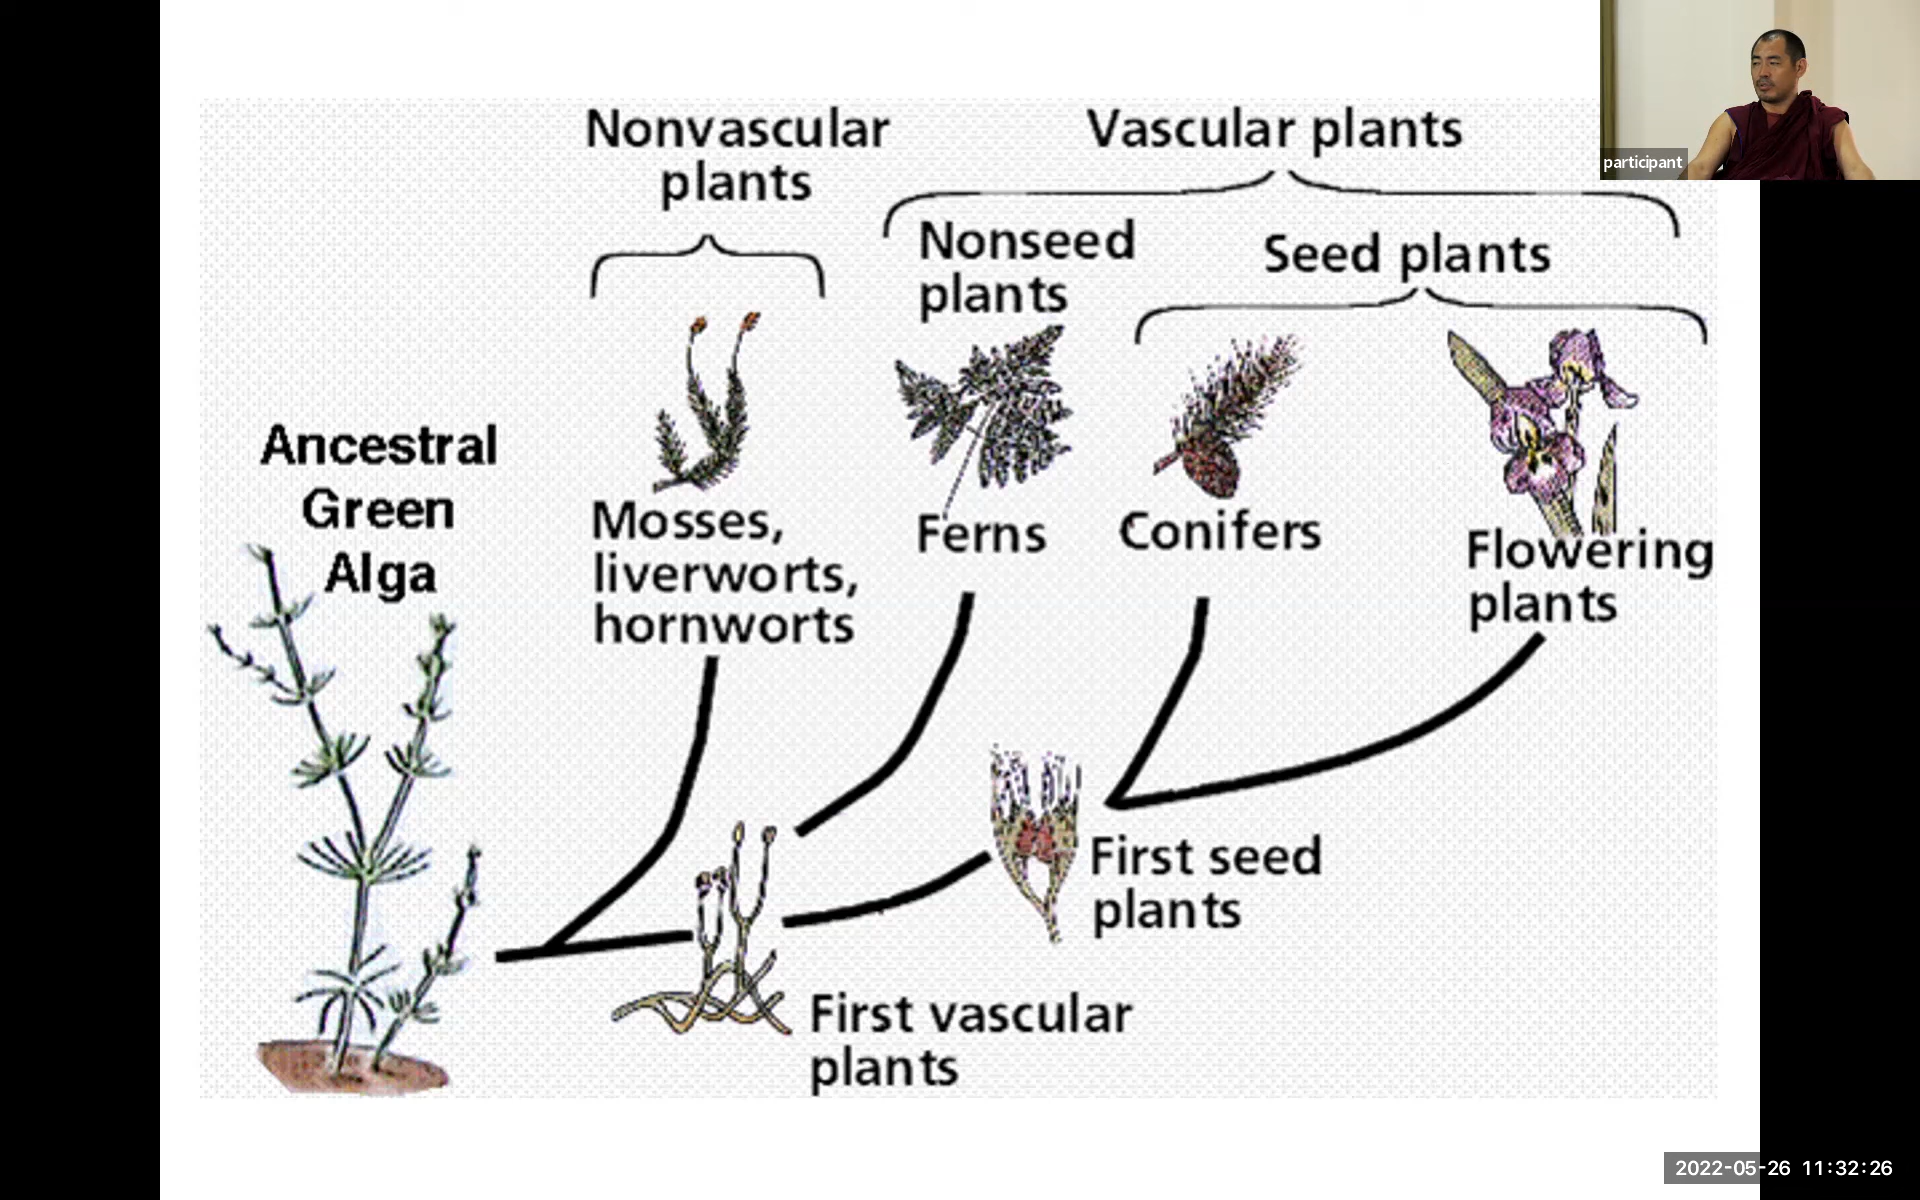 Nonvascular
plants
Vascular plants
participant
Nonseed
plants
Seed plants
Ancestral
Green
Alga
Mosses,
liverworts,
hornworts
Ferns
Conifers
Flowering
plants
First seed
plants
First vascular
plants
2022-05-26 11:32:26